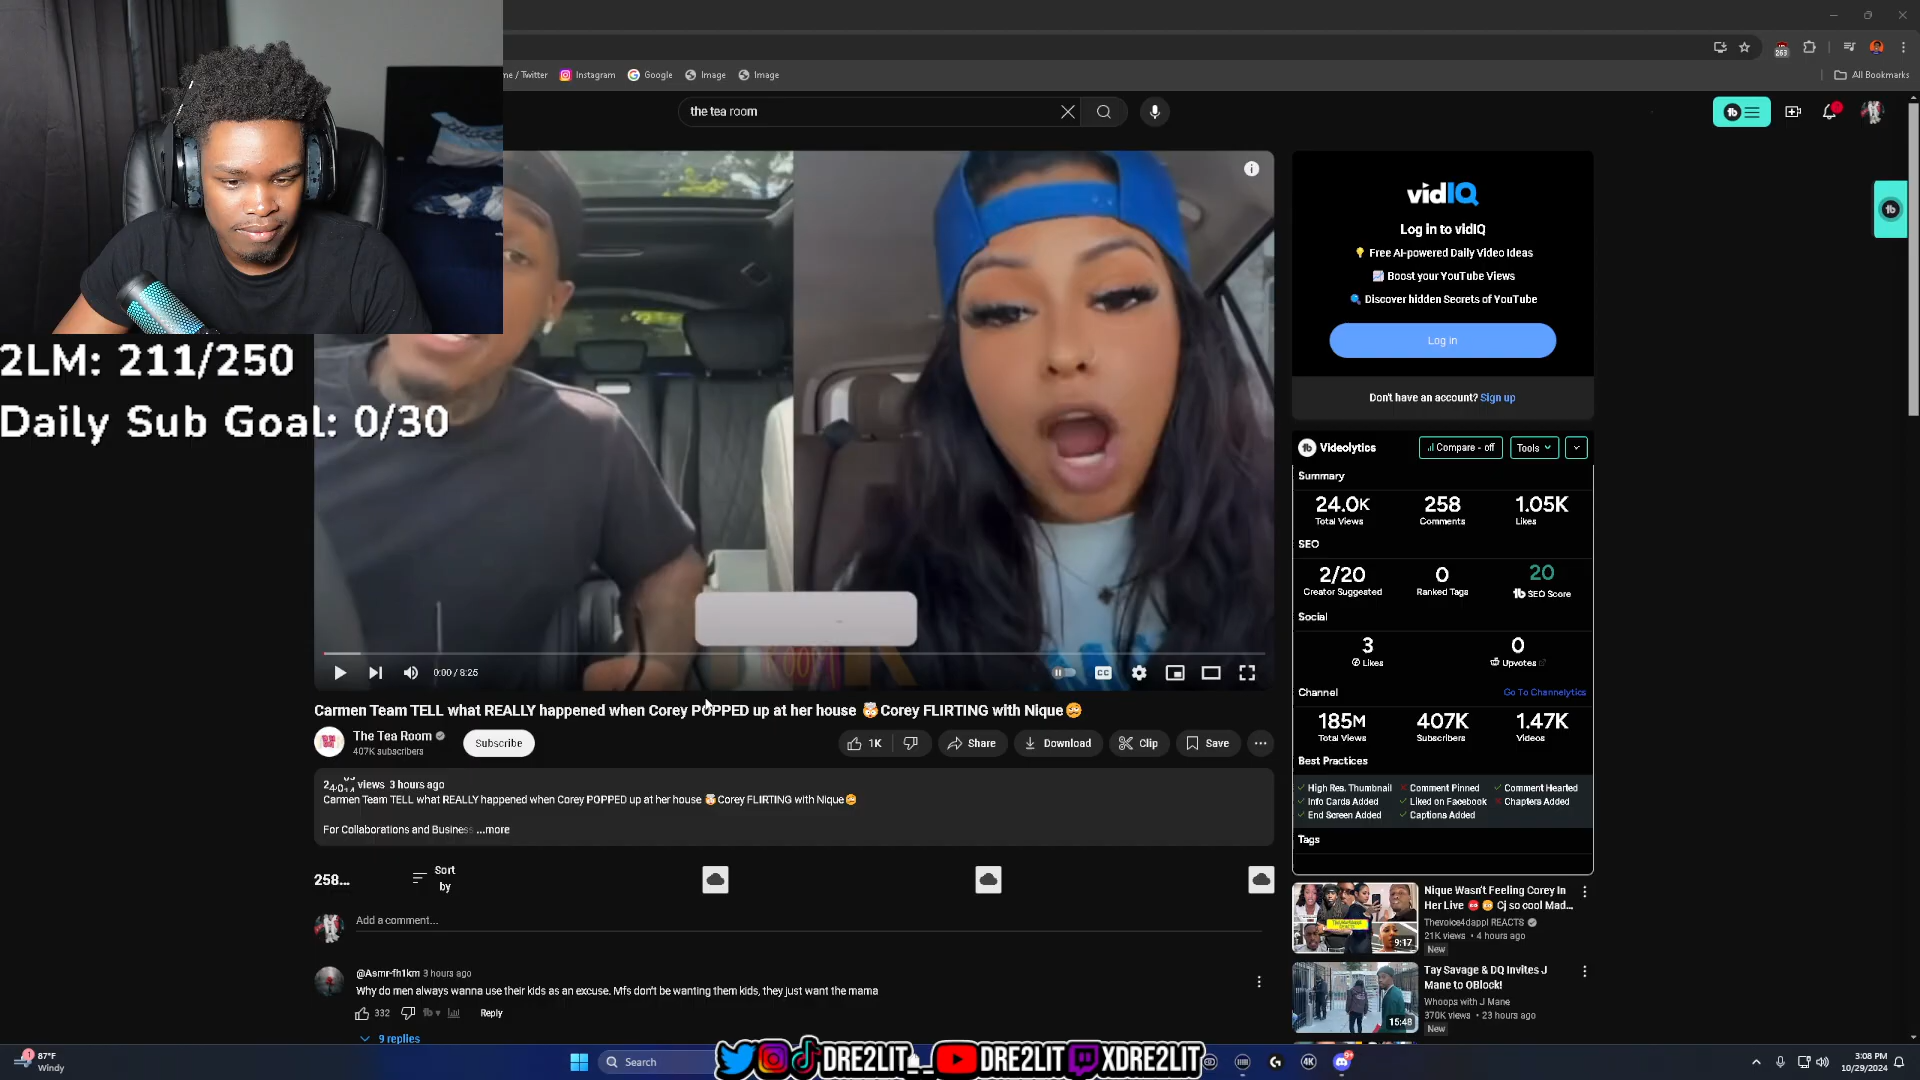 me / Twitter
Instagram
Google
Image
Image
All Bookmarks
263
the tea room
2LM: 211/250
Daily Sub Goal: 0/30
0:00 / 8:25
CC
Carmen Team TELL what REALLY happened when Corey POPPED up at her house 🤯Corey FLIRTING with Nique🥴
The Tea Room
407K subscribers
Subscribe
1K
Share
Download
Clip
Save
views 3 hours ago
Carmen Team TELL what REALLY happened when Corey POPPED up at her house 🤯Corey FLIRTING with Nique🥴
For Collaborations and Business ...more
258...
Sort by
Add a comment...
@Asmr-fh1km 3 hours ago
Why do men always wanna use their kids as an excuse. Mfs don't be wanting them kids, they just want the mama
332
Reply
9 replies
vidIQ
Log in to vidIQ
Free AI-powered Daily Video Ideas
Boost your YouTube Views
Discover hidden Secrets of YouTube
Log in
Don't have an account? Sign up
Videolytics
Compare - off
Tools
Summary
24.0K
258
1.05K
Total Views
Comments
Likes
SEO
2/20
0
20
Creator Suggested
Ranked Tags
SEO Score
Social
3
0
Likes
Upvotes
Channel
Go To Channelytics
185M
407K
1.47K
Total Views
Subscribers
Videos
Best Practices
High Res. Thumbnail
Comment Pinned
Comment Hearted
Info Cards Added
Liked on Facebook
Chapters Added
End Screen Added
Captions Added
Tags
Nique Wasn't Feeling Corey In Her Live 
Cj so cool Mad...
Thevoice4dappl REACTS
21K views • 4 hours ago
New
9:17
Tay Savage & DQ Invites J
Mane to OBlock!
Whoops with J Mane
370K views • 23 hours ago
New
15:48
87°F
Windy
Search
DRE2LIT__
DRE2LIT
XDRE2LIT
4K
3:08 PM
10/29/2024